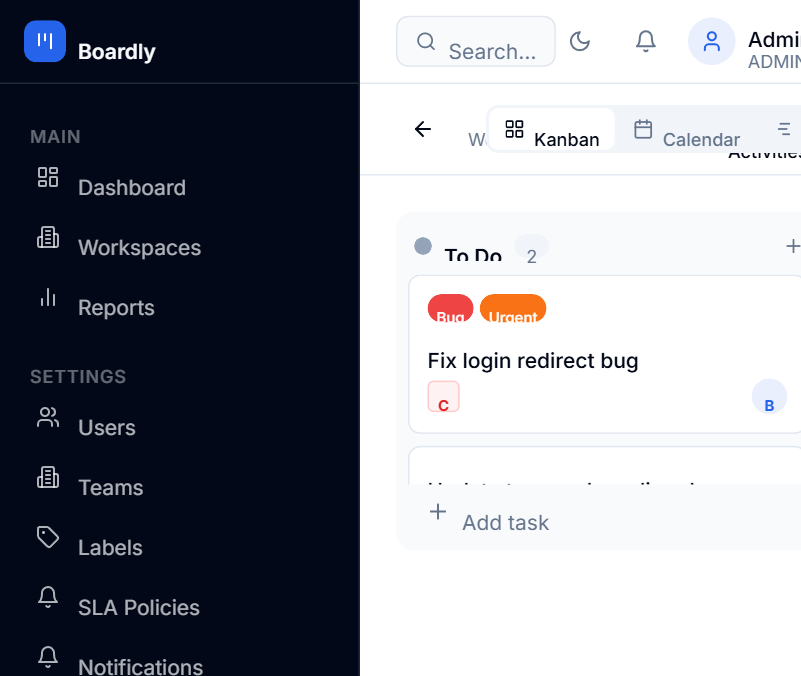 Boardly
Search...
Admi
ADMIN
MAIN
Dashboard
Workspaces
Reports
SETTINGS
Users
Teams
Labels
SLA Policies
Notifications
Kanban
Calendar
Activities
To Do 2
Bug Urgent
Fix login redirect bug
C B
Add task